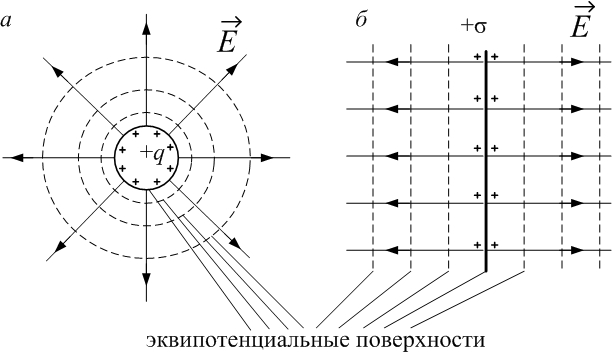 а E б +σ E
+q
эквипотенциальные поверхности